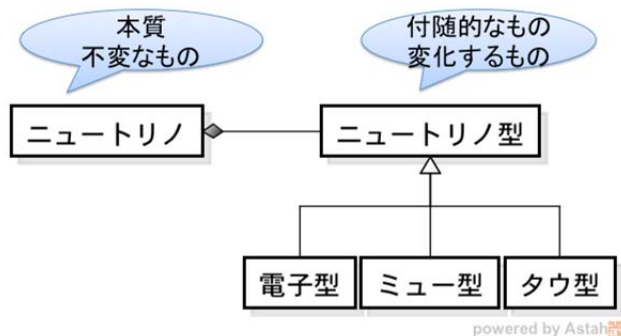 本質
不変なもの
付随的なもの
変化するもの
ニュートリノ
ニュートリノ型
電子型
ミュー型
タウ型
powered by Astah